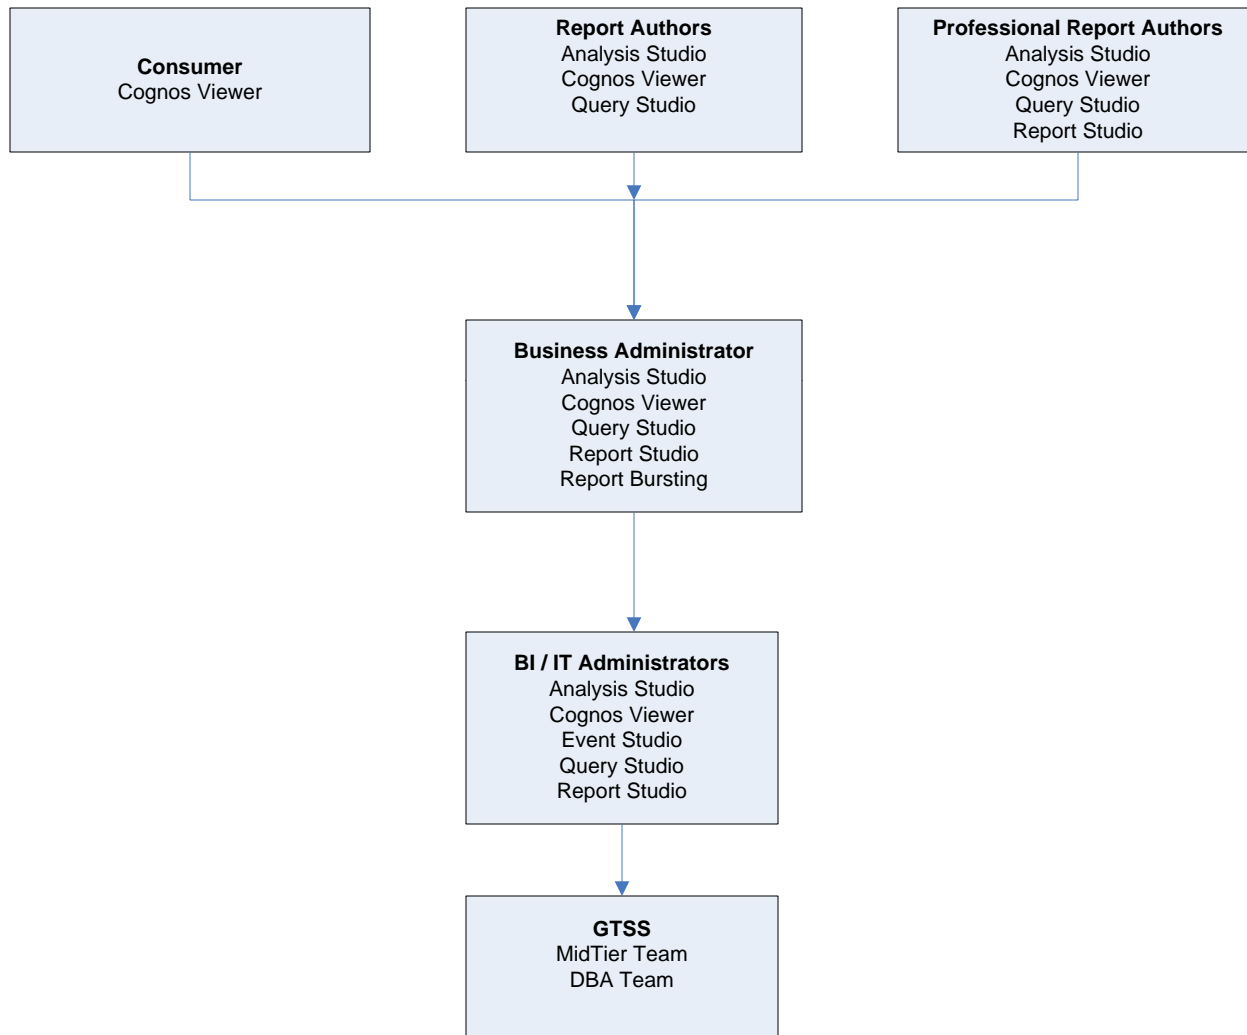 Consumer
Cognos Viewer
Report Authors
Analysis Studio
Cognos Viewer
Query Studio
Professional Report Authors
Analysis Studio
Cognos Viewer
Query Studio
Report Studio
Business Administrator
Analysis Studio
Cognos Viewer
Query Studio
Report Studio
Report Bursting
BI / IT Administrators
Analysis Studio
Cognos Viewer
Event Studio
Query Studio
Report Studio
GTSS
MidTier Team
DBA Team